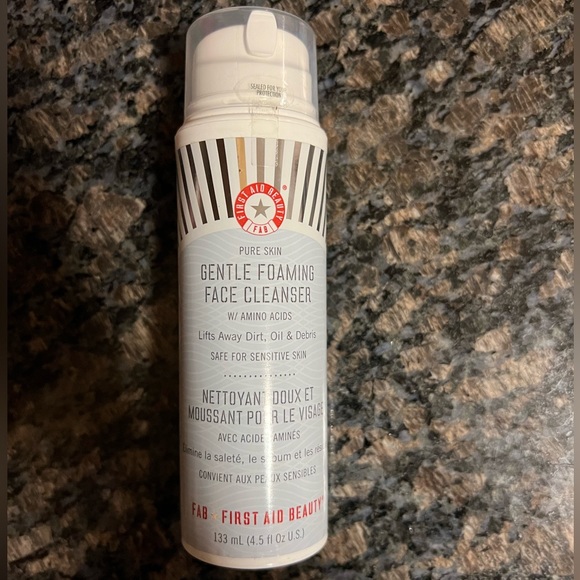 SEALED FOR YOUR
PROTECTION
FIRST AID BEAUTY
FAB
®
PURE SKIN
GENTLE FOAMING
FACE CLEANSER
W/ AMINO ACIDS
Lifts Away Dirt, Oil & Debris
SAFE FOR SENSITIVE SKIN
NETTOYANT DOUX ET
MOUSSANT POUR LE VISAGE
AVEC ACIDES AMINÉS
la saleté, le sébum et les
CONVIENT AUX PEAUX SENSIBLES
FAB FIRST AID BEAUTY
133 mL (4.5 fl Oz U.S.)